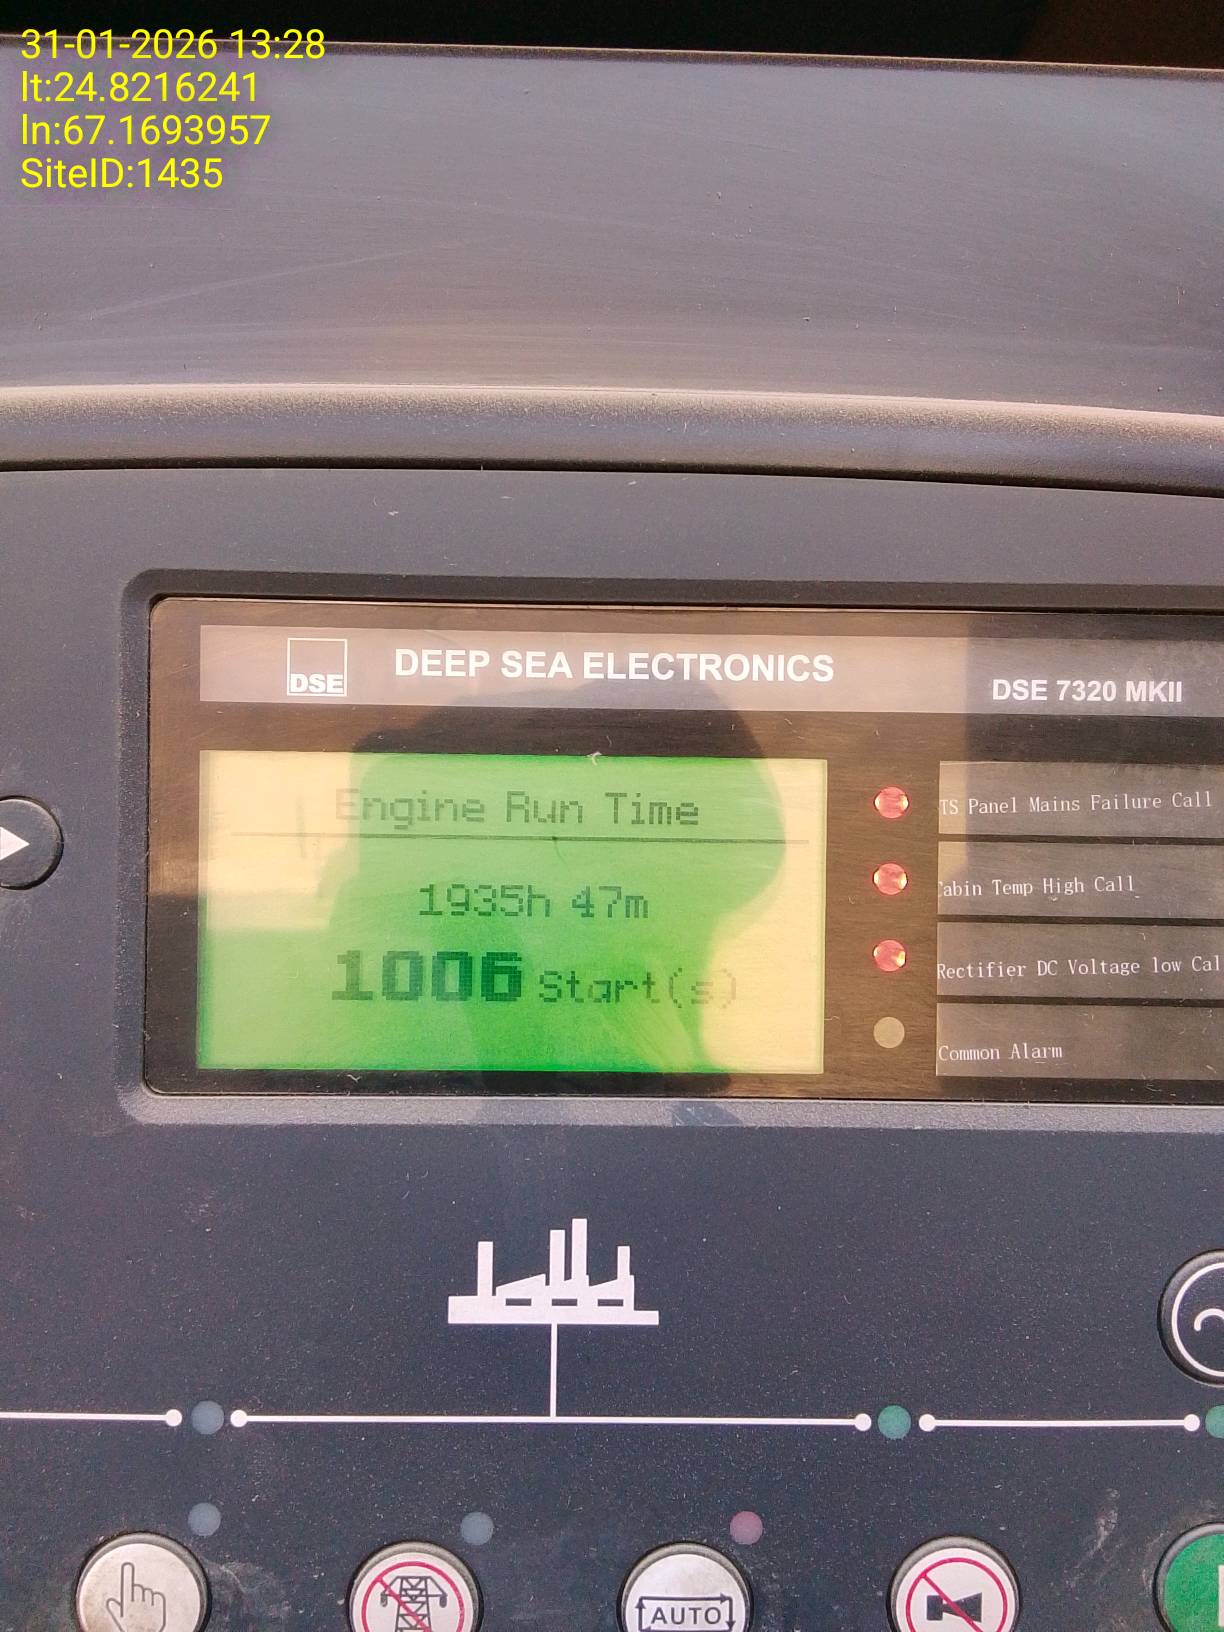 31-01-2026 13:28
lt:24.8216241
ln:67.1693957
SiteID:1435
DSE
DEEP SEA ELECTRONICS
DSE 7320 MKII
Engine Run Time
1935h 47m
1006 Start(s)
TS Panel Mains Failure Call
Cabin Temp High Call
Rectifier DC Voltage low Cal
Common Alarm
AUTO